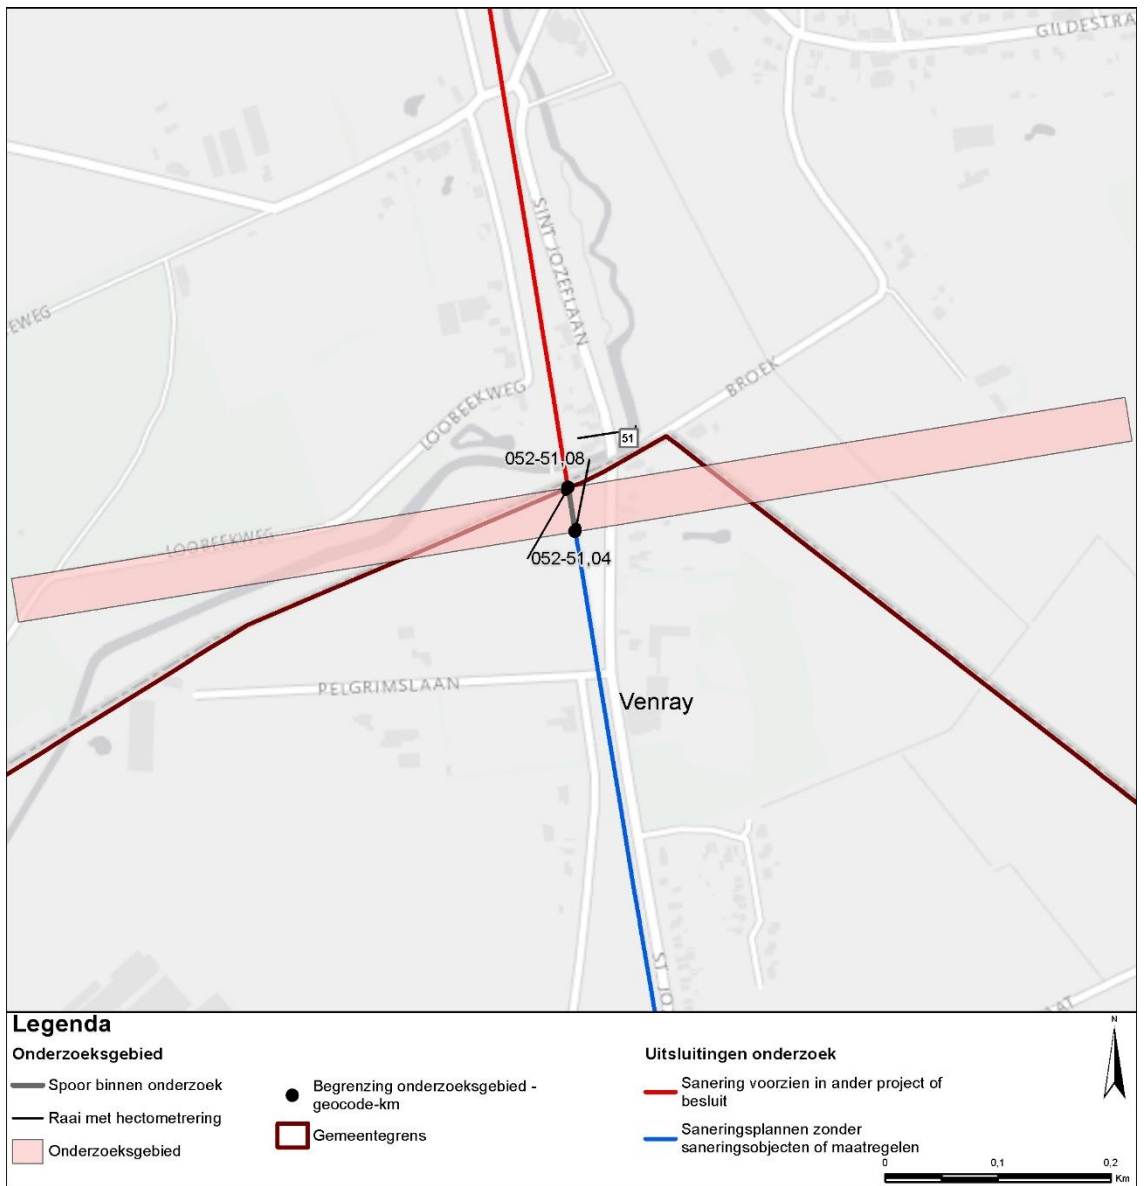 GILDESTRA
SINT JOZEFLAAN
EWEG
BROEK
LOOBEEKWEG
51
052-51,08
LOOBEEKWEG
052-51,04
PELGRIMSLAAN
Venray
ST JO
AT
Legenda
Onderzoeksgebied
Spoor binnen onderzoek
Raai met hectometrering
Onderzoeksgebied
Begrenzing onderzoeksgebied -
geocode-km
Gemeentegrens
Uitsluitingen onderzoek
Sanering voorzien in ander project of
besluit
Saneringsplannen zonder
saneringsobjecten of maatregelen
N
0 0,1 0,2
Km